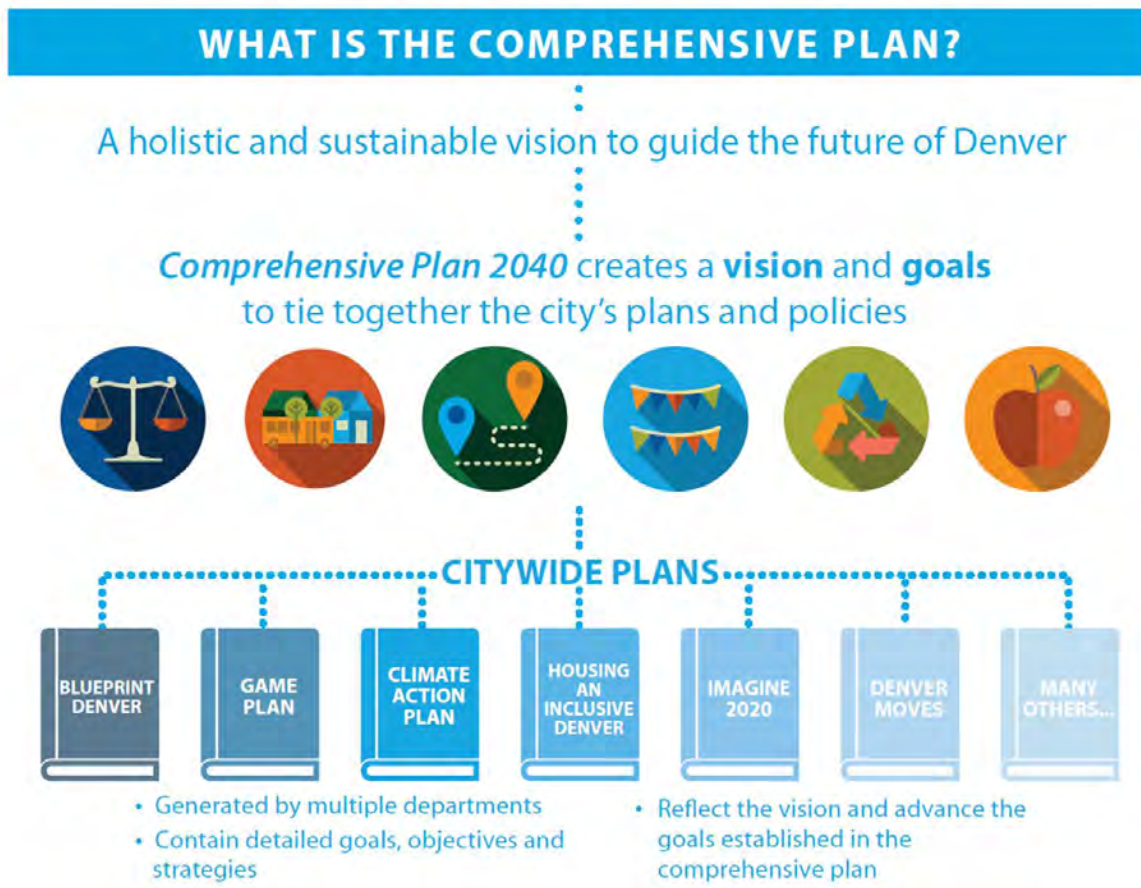 WHAT IS THE COMPREHENSIVE PLAN?
A holistic and sustainable vision to guide the future of Denver
Comprehensive Plan 2040 creates a vision and goals
to tie together the city’s plans and policies
CITYWIDE PLANS
BLUEPRINT
DENVER
GAME
PLAN
CLIMATE
ACTION
PLAN
HOUSING
AN
INCLUSIVE
DENVER
IMAGINE
2020
DENVER
MOVES
MANY
OTHERS...
• Generated by multiple departments
• Contain detailed goals, objectives and
strategies
• Reflect the vision and advance the
goals established in the
comprehensive plan